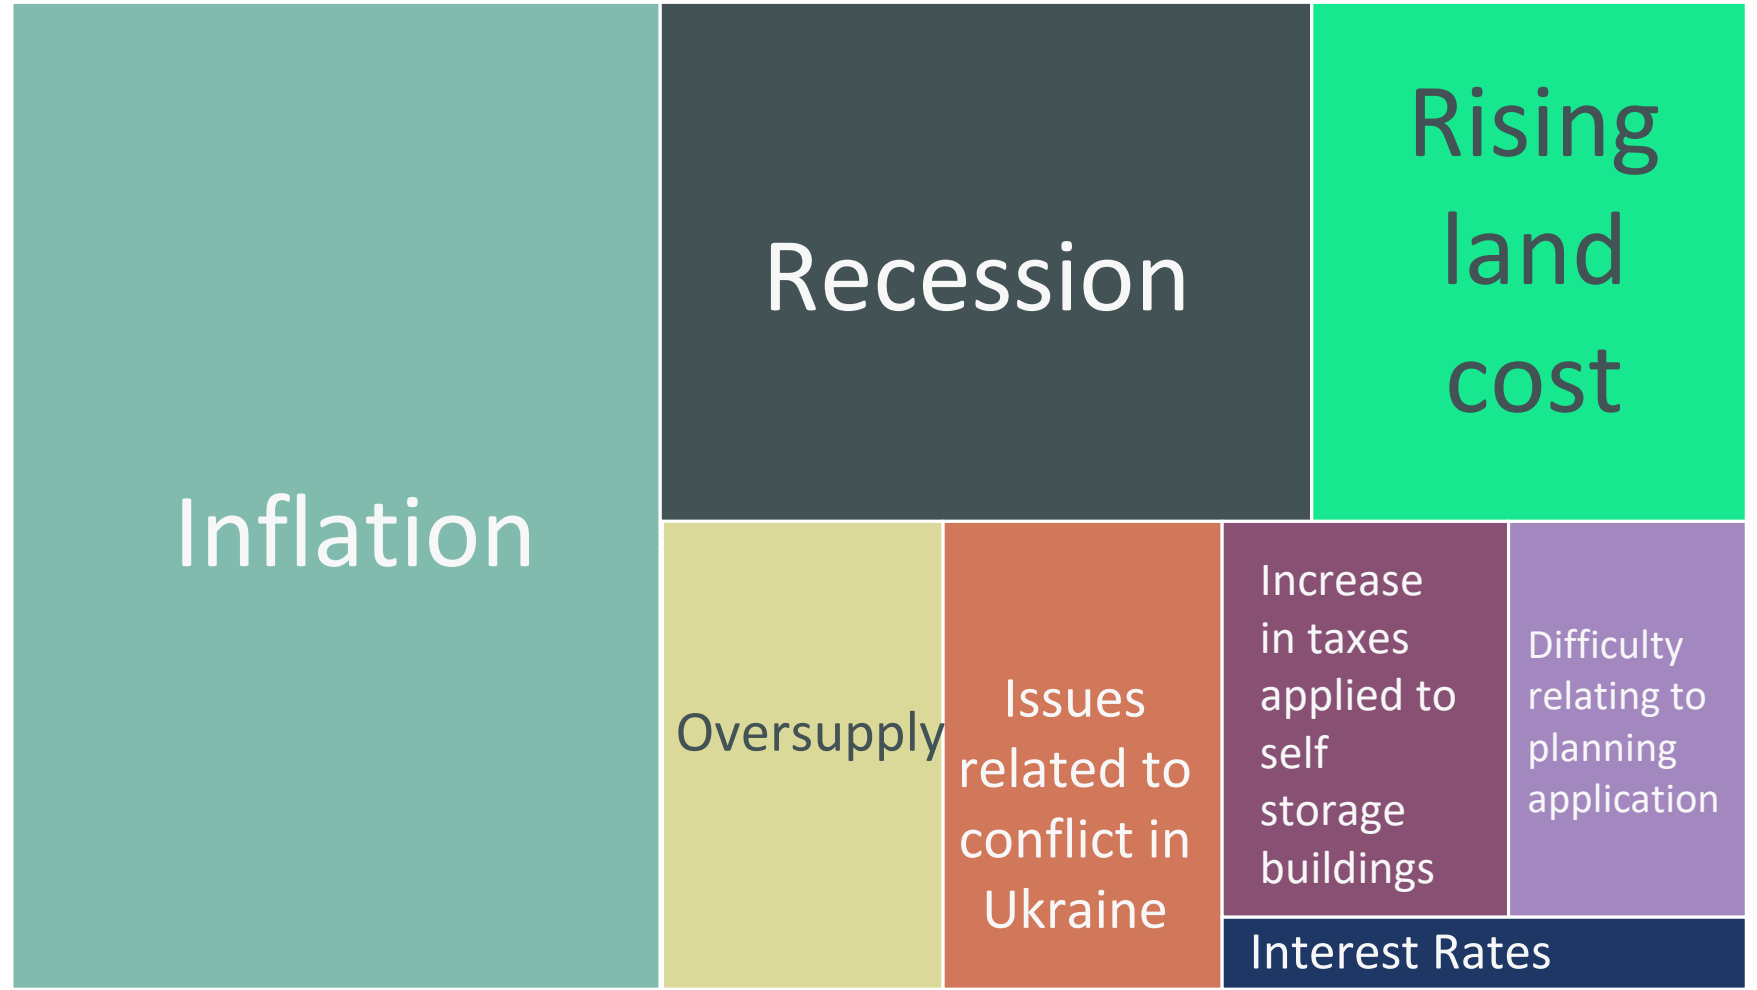 Inflation
Recession
Rising
land
cost
Oversupply
Issues
related to
conflict in
Ukraine
Increase
in taxes
applied to
self
storage
buildings
Difficulty
relating to
planning
application
Interest Rates